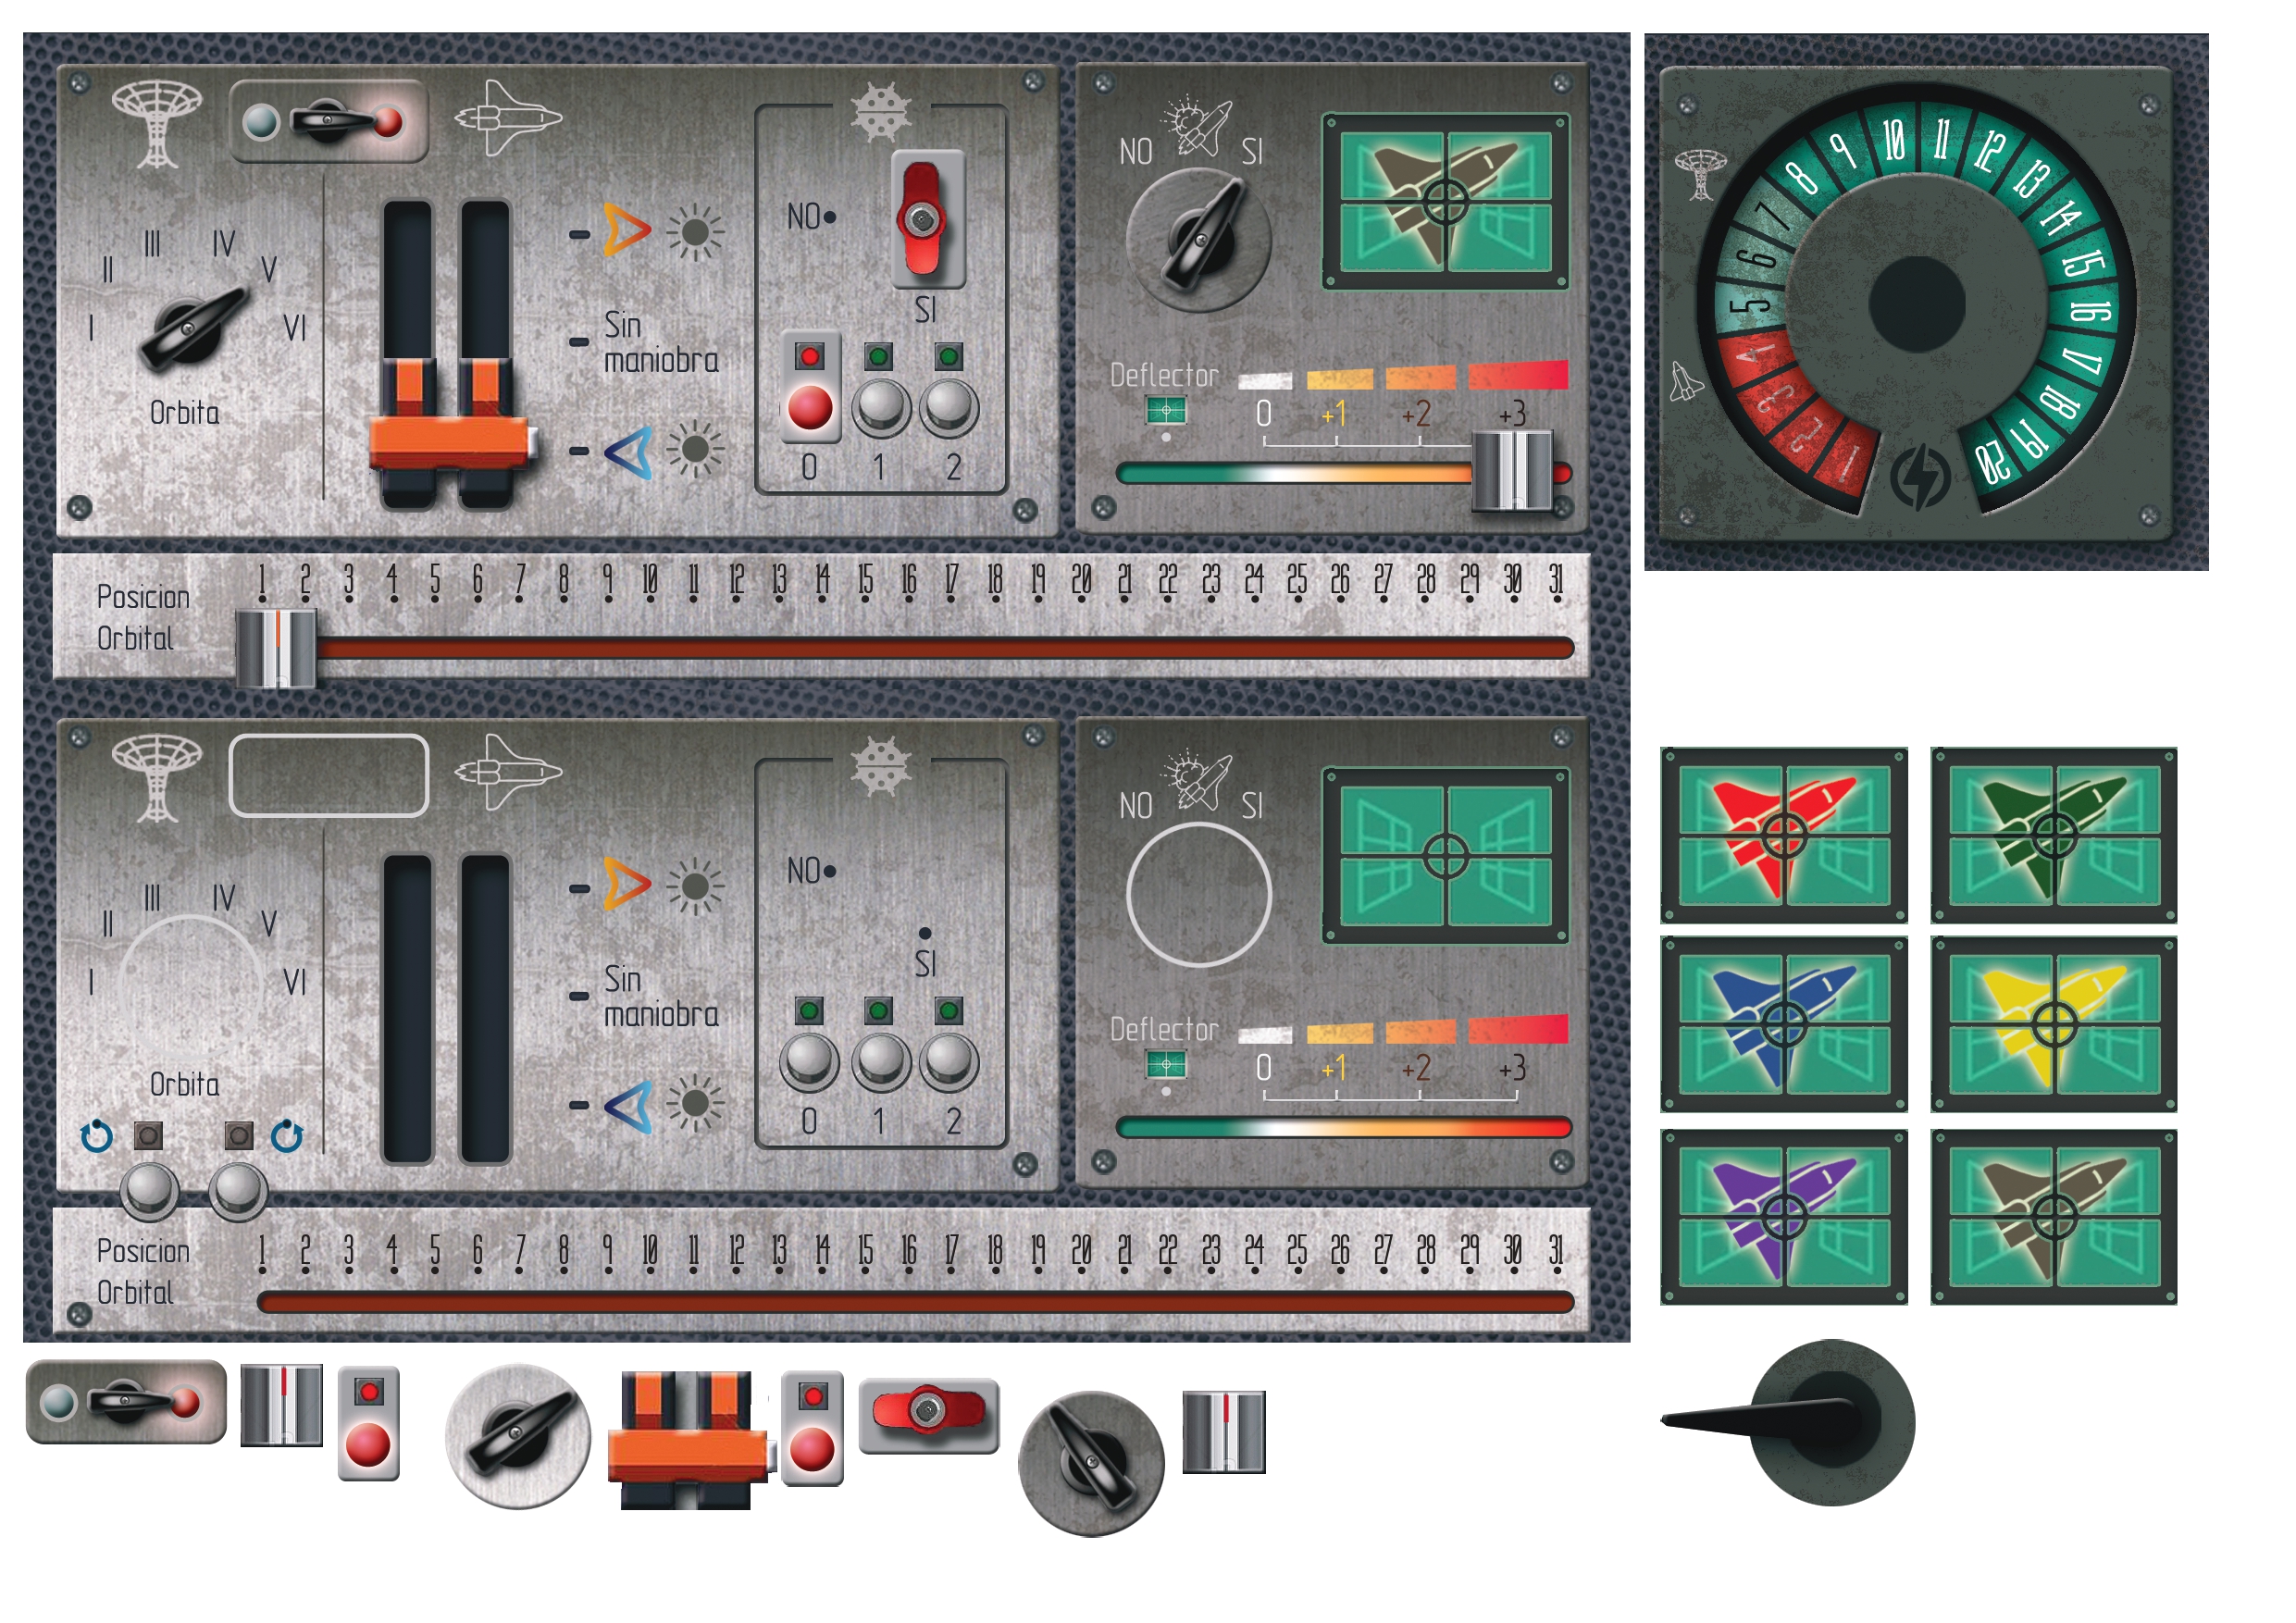 NO SI
I II III IV V VI
Orbita
Sin
maniobra
NO
SI
0 1 2
Deflector
0 +1 +2 +3
Posicion
Orbital
1 2 3 4 5 6 7 8 9 10 11 12 13 14 15 16 17 18 19 20 21 22 23 24 25 26 27 28 29 30 31
NO SI
I II III IV V VI
Orbita
Sin
maniobra
NO
SI
0 1 2
Deflector
0 +1 +2 +3
Posicion
Orbital
1 2 3 4 5 6 7 8 9 10 11 12 13 14 15 16 17 18 19 20 21 22 23 24 25 26 27 28 29 30 31
1 2 3 4 5 6 7 8 9 10 11 12 13 14 15 16 17 18 19 20